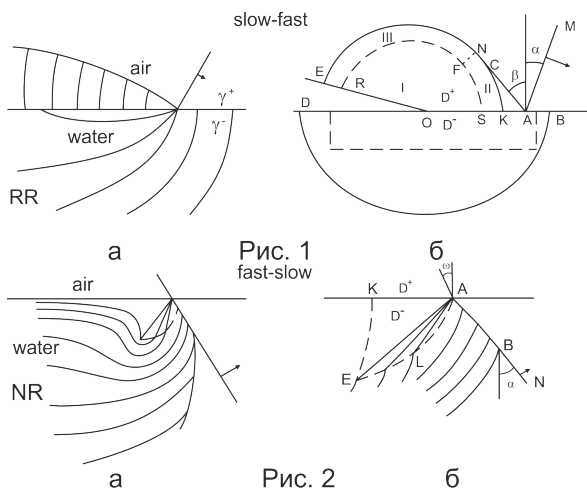 slow-fast
air
γ⁺
water
γ⁻
RR
M
α
III
N
C
E
F
β
R
I
II
D
D⁺
O
D⁻
S
K
A
B
а
Рис. 1
б
fast-slow
air
water
NR
ω
K
D⁺
A
D⁻
B
L
E
α
N
а
Рис. 2
б